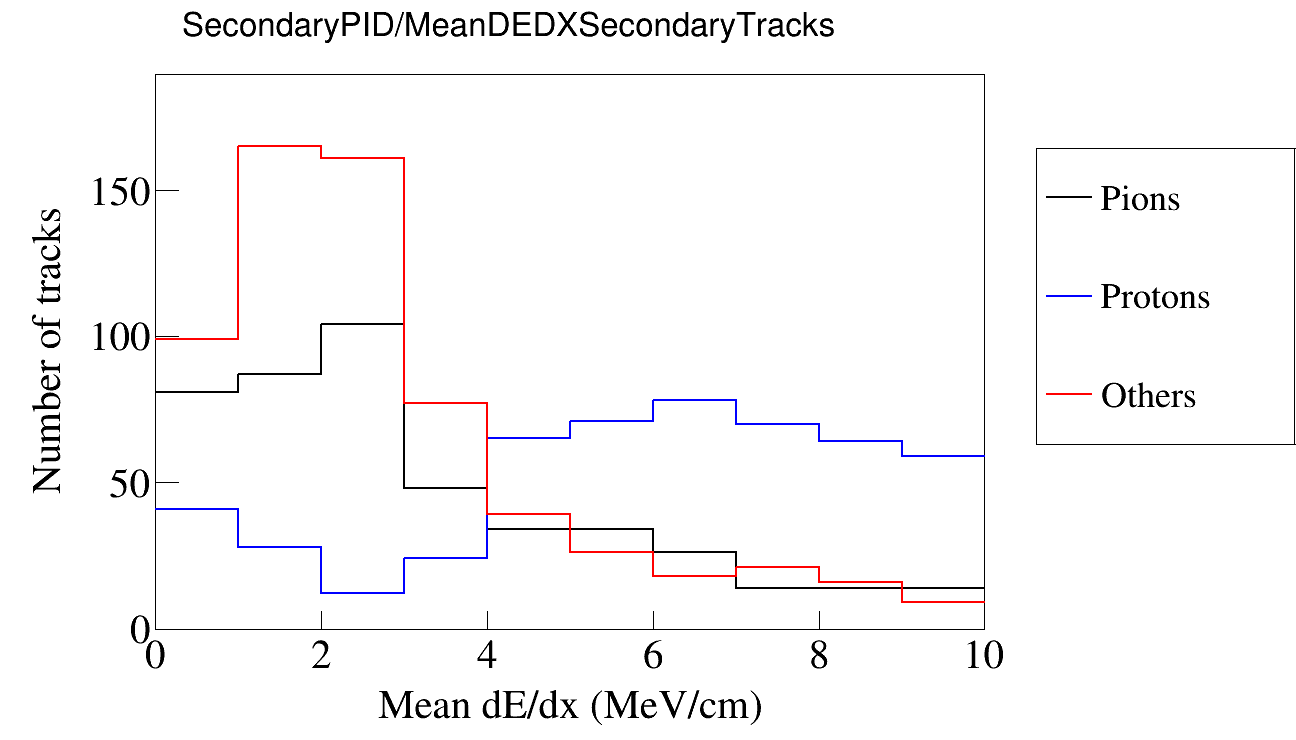 SecondaryPID/MeanDEDXSecondaryTracks
Number of tracks
150
100
50
0
0 2 4 6 8 10
Mean dE/dx (MeV/cm)
Pions
Protons
Others